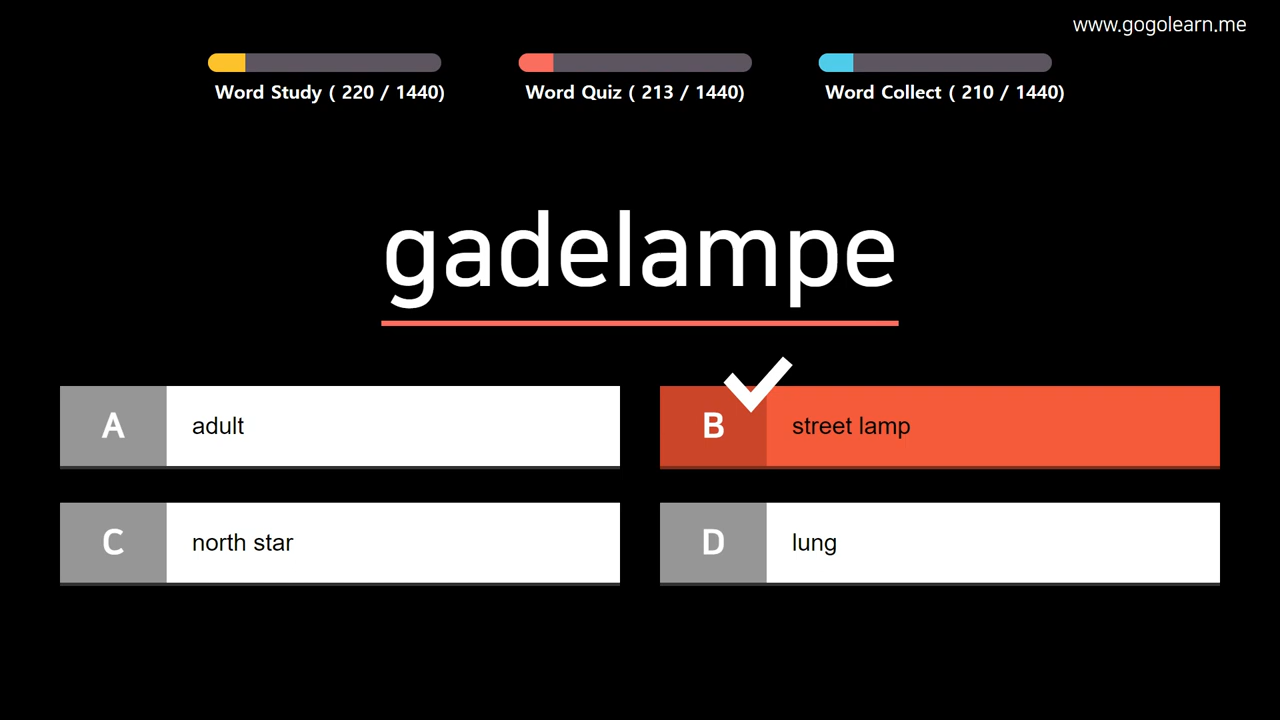 www.gogolearn.me
Word Study ( 220 / 1440)
Word Quiz ( 213 / 1440)
Word Collect ( 210 / 1440)
gadelampe
A adult
B street lamp
C north star
D lung